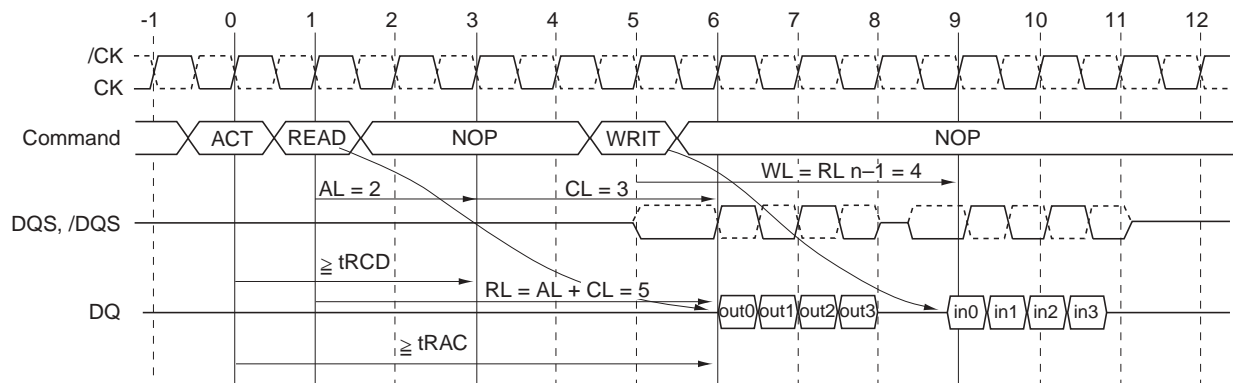 -1 0 1 2 3 4 5 6 7 8 9 10 11 12
/CK
CK
Command ACT READ NOP WRIT NOP
WL = RL n–1 = 4
AL = 2 CL = 3
DQS, /DQS
≧ tRCD
RL = AL + CL = 5
DQ out0 out1 out2 out3 in0 in1 in2 in3
≧ tRAC